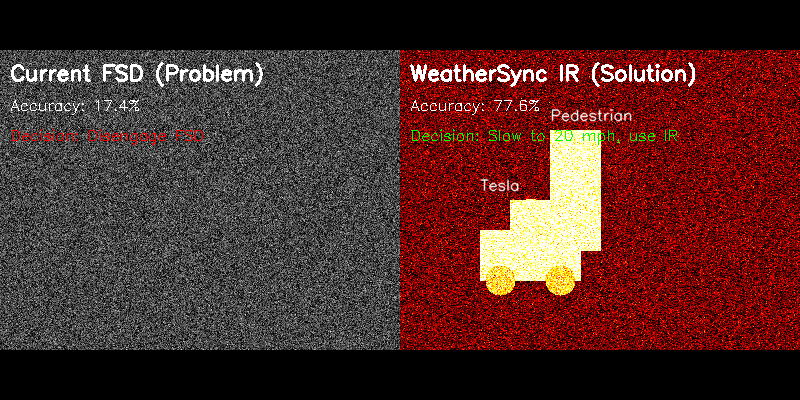 Current FSD (Problem)
Accuracy: 17.4%
Decision: Disengage FSD
WeatherSync IR (Solution)
Accuracy: 77.6%
Pedestrian
Decision: Slow to 20 mph, use IR
Tesla